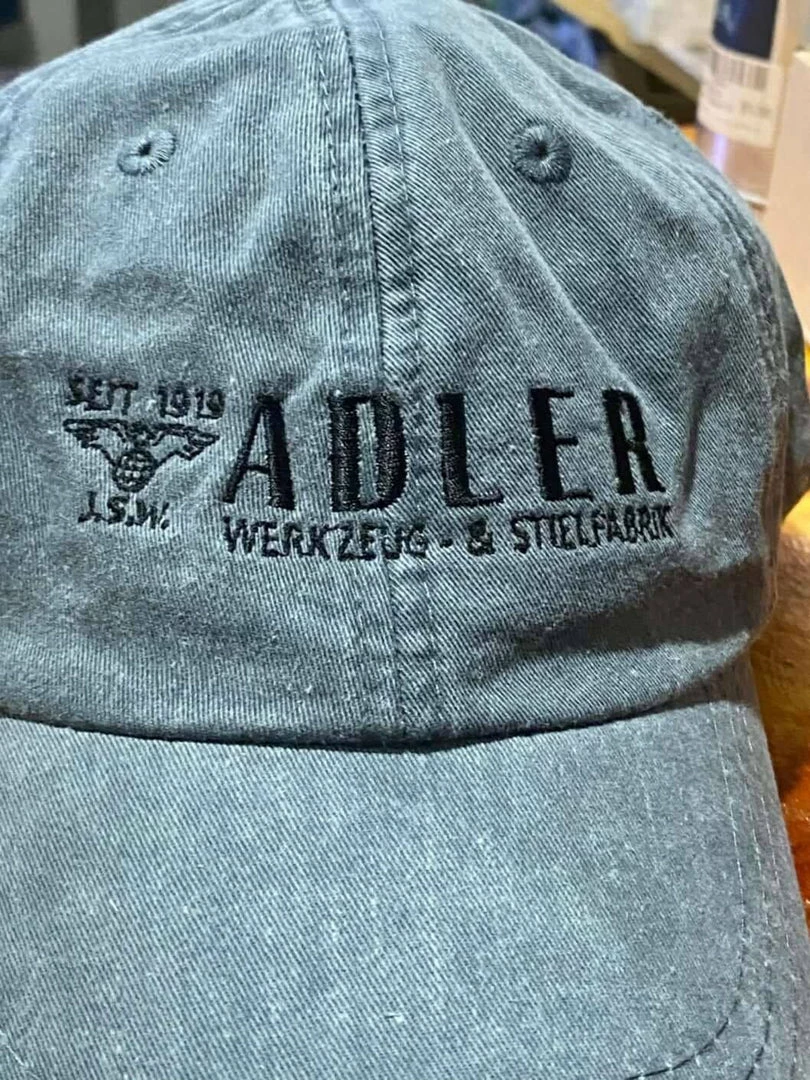 SEIT 1919
J.S.W.
ADLER
WERKZEUG - & STIELFABRIK